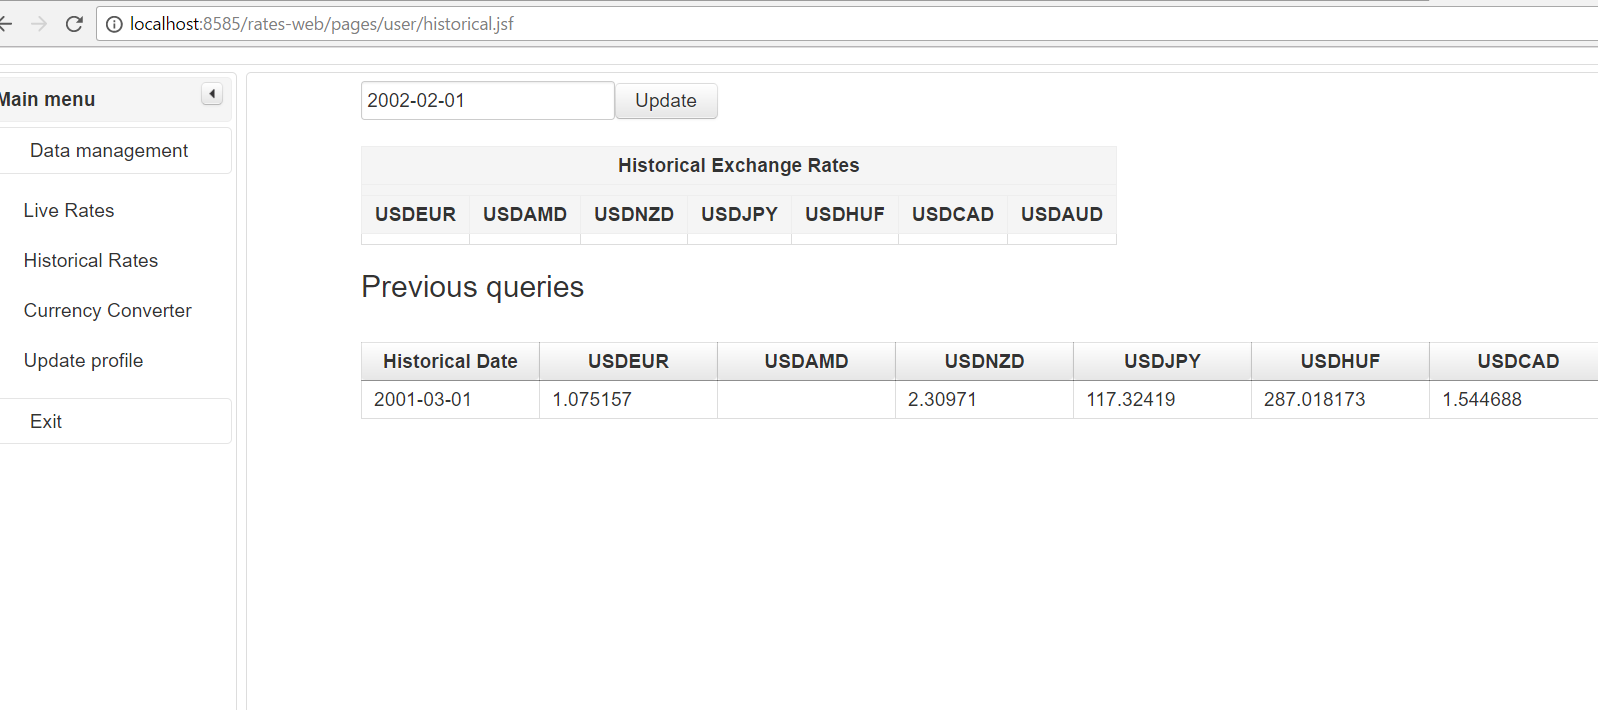 localhost:8585/rates-web/pages/user/historical.jsf
Main menu
Data management
Live Rates
Historical Rates
Currency Converter
Update profile
Exit
2002-02-01 Update
Historical Exchange Rates
USDEUR USDAMD USDNZD USDJPY USDHUF USDCAD USDAUD
Previous queries
Historical Date USDEUR USDAMD USDNZD USDJPY USDHUF USDCAD
2001-03-01 1.075157 2.30971 117.32419 287.018173 1.544688